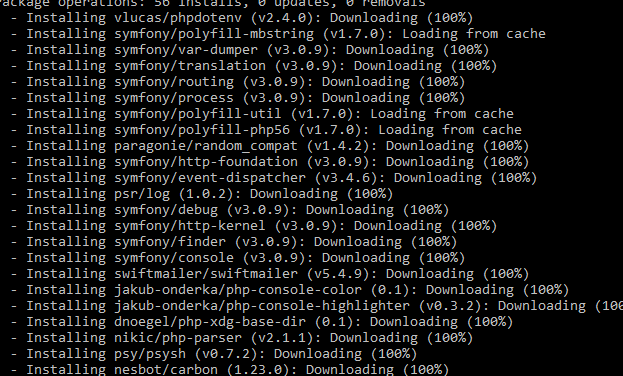 Package operations: 56 installs, 0 updates, 0 removals
- Installing vlucas/phpdotenv (v2.4.0): Downloading (100%)
- Installing symfony/polyfill-mbstring (v1.7.0): Loading from cache
- Installing symfony/var-dumper (v3.0.9): Downloading (100%)
- Installing symfony/translation (v3.0.9): Downloading (100%)
- Installing symfony/routing (v3.0.9): Downloading (100%)
- Installing symfony/process (v3.0.9): Downloading (100%)
- Installing symfony/polyfill-util (v1.7.0): Loading from cache
- Installing symfony/polyfill-php56 (v1.7.0): Loading from cache
- Installing paragonie/random_compat (v1.4.2): Downloading (100%)
- Installing symfony/http-foundation (v3.0.9): Downloading (100%)
- Installing symfony/event-dispatcher (v3.4.6): Downloading (100%)
- Installing psr/log (1.0.2): Downloading (100%)
- Installing symfony/debug (v3.0.9): Downloading (100%)
- Installing symfony/http-kernel (v3.0.9): Downloading (100%)
- Installing symfony/finder (v3.0.9): Downloading (100%)
- Installing symfony/console (v3.0.9): Downloading (100%)
- Installing swiftmailer/swiftmailer (v5.4.9): Downloading (100%)
- Installing jakub-onderka/php-console-color (0.1): Downloading (100%)
- Installing jakub-onderka/php-console-highlighter (v0.3.2): Downloading (100
- Installing dnoegel/php-xdg-base-dir (0.1): Downloading (100%)
- Installing nikic/php-parser (v2.1.1): Downloading (100%)
- Installing psy/psysh (v0.7.2): Downloading (100%)
- Installing nesbot/carbon (1.23.0): Downloading (100%)